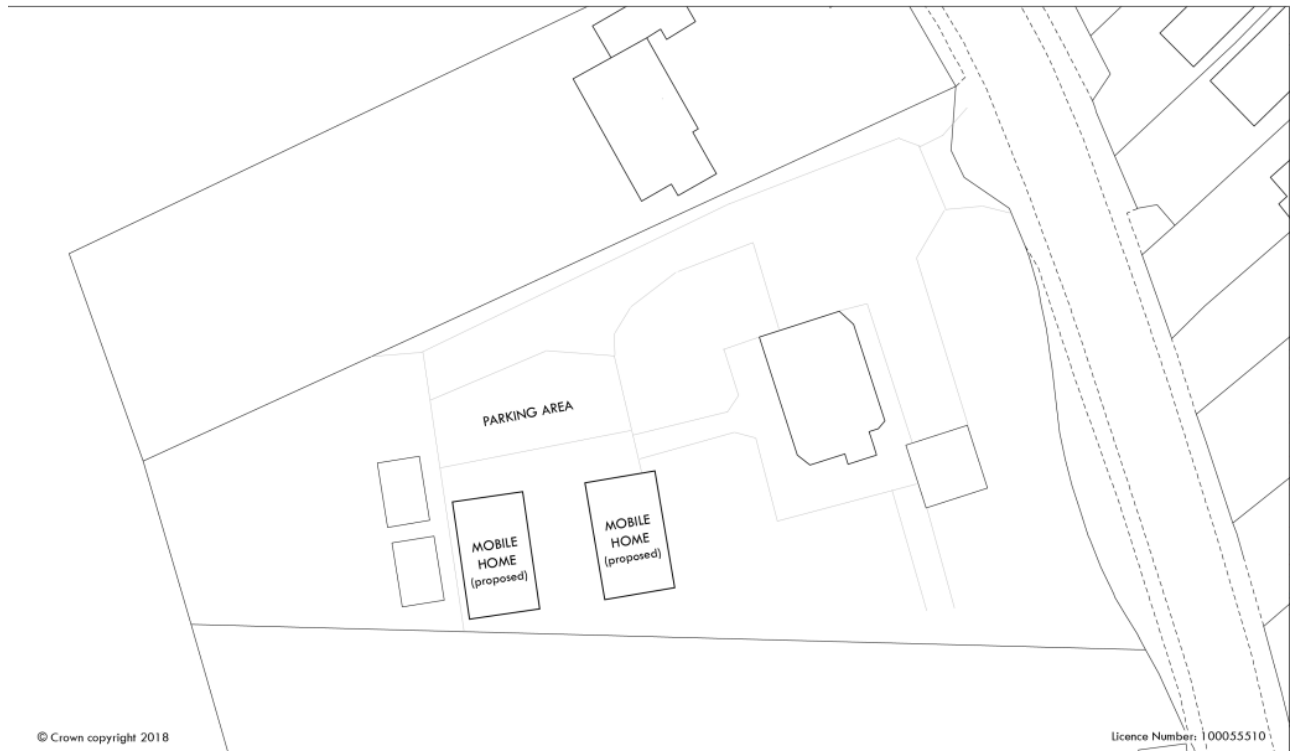 PARKING AREA
MOBILE
HOME
(proposed)
MOBILE
HOME
(proposed)
© Crown copyright 2018
Licence Number: 100055510